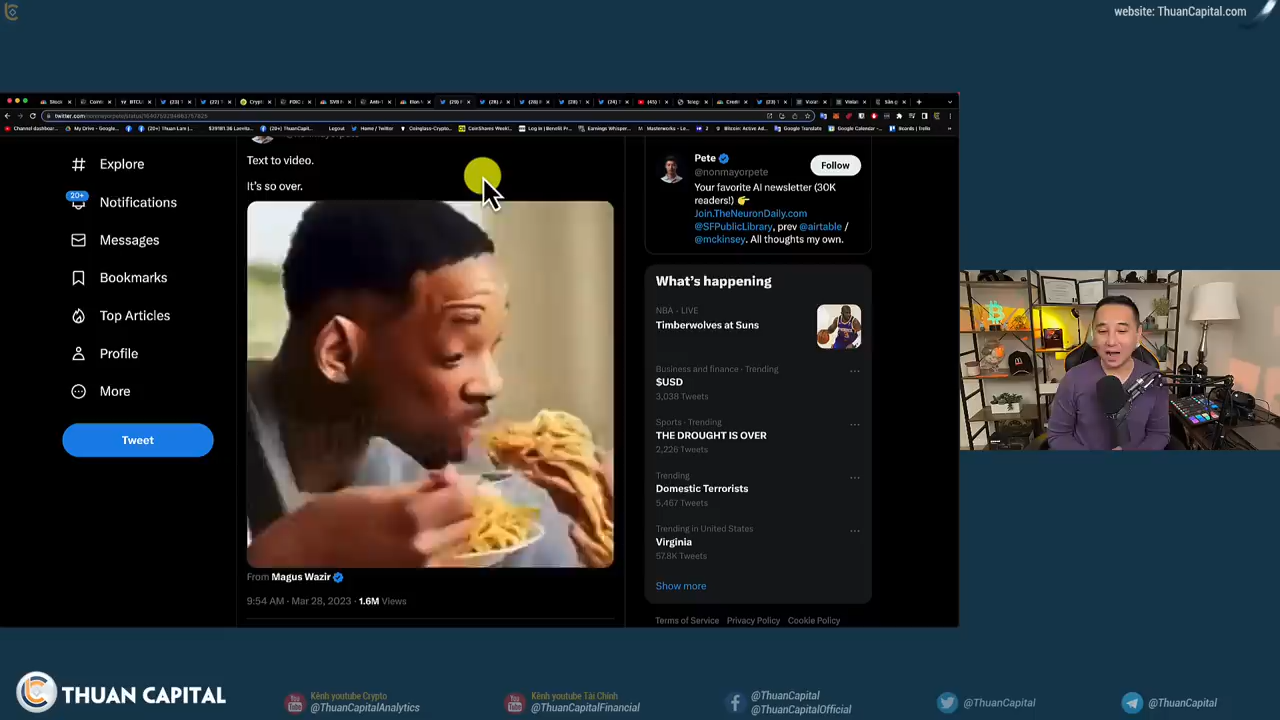 website: ThuanCapital.com
twitter.com/nonmayorpete/status/
Explore
20+
Notifications
Messages
Bookmarks
Top Articles
Profile
More
Tweet
Text to video.
It's so over.
From Magus Wazir
9:54 AM · Mar 28, 2023 · 1.6M Views
Pete
@nonmayorpete
Follow
Your favorite AI newsletter (30K
readers!)
Join.TheNeuronDaily.com
@SFPublicLibrary, prev @airtable /
@mckinsey. All thoughts my own.
What's happening
NBA · LIVE
Timberwolves at Suns
Business and finance · Trending
$USD
3,038 Tweets
Sports · Trending
THE DROUGHT IS OVER
2,226 Tweets
Trending
Domestic Terrorists
5,467 Tweets
Trending in United States
Virginia
57.8K Tweets
Show more
Terms of Service Privacy Policy Cookie Policy
THUAN CAPITAL
Kênh youtube Crypto
@ThuanCapitalAnalytics
Kênh youtube Tài Chính
@ThuanCapitalFinancial
@ThuanCapital
@ThuanCapitalOfficial
@ThuanCapital
@ThuanCapital